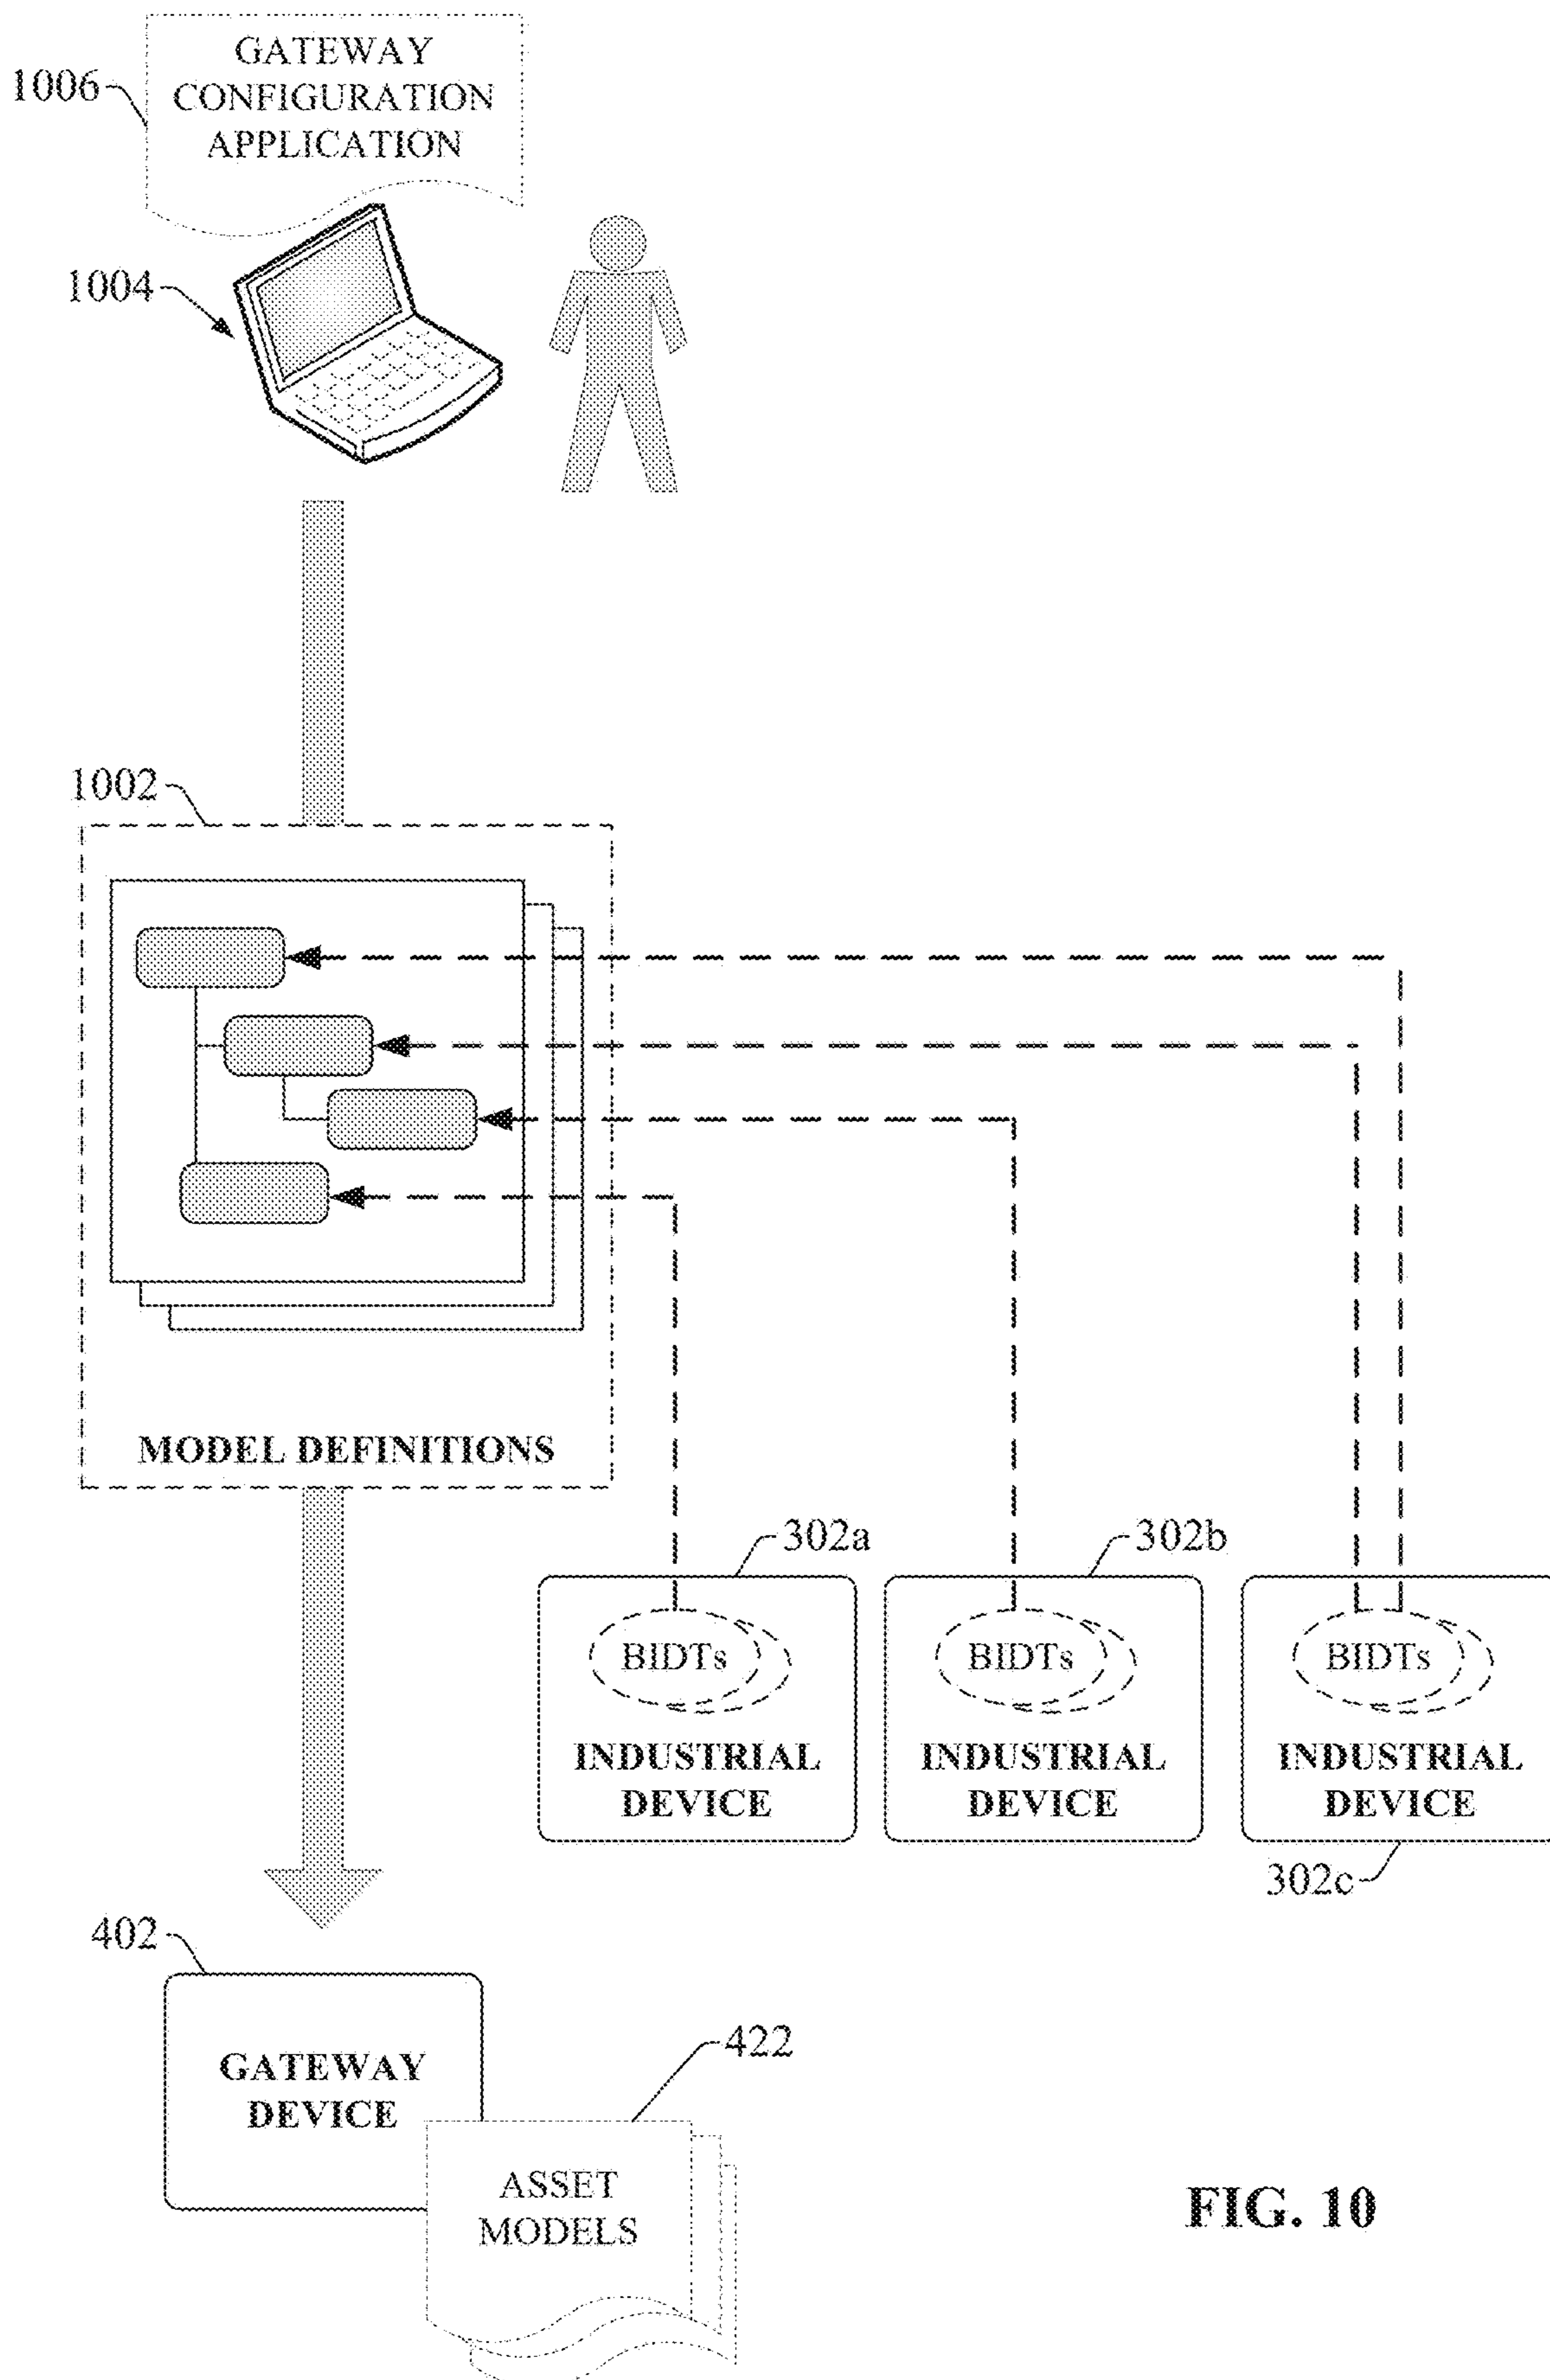 GATEWAY
CONFIGURATION
APPLICATION
1006
1004
1002
MODEL DEFINITIONS
302a
302b
BIDTs
INDUSTRIAL
DEVICE
BIDTs
INDUSTRIAL
DEVICE
BIDTs
INDUSTRIAL
DEVICE
302c
402
GATEWAY
DEVICE
422
ASSET
MODELS
FIG. 10